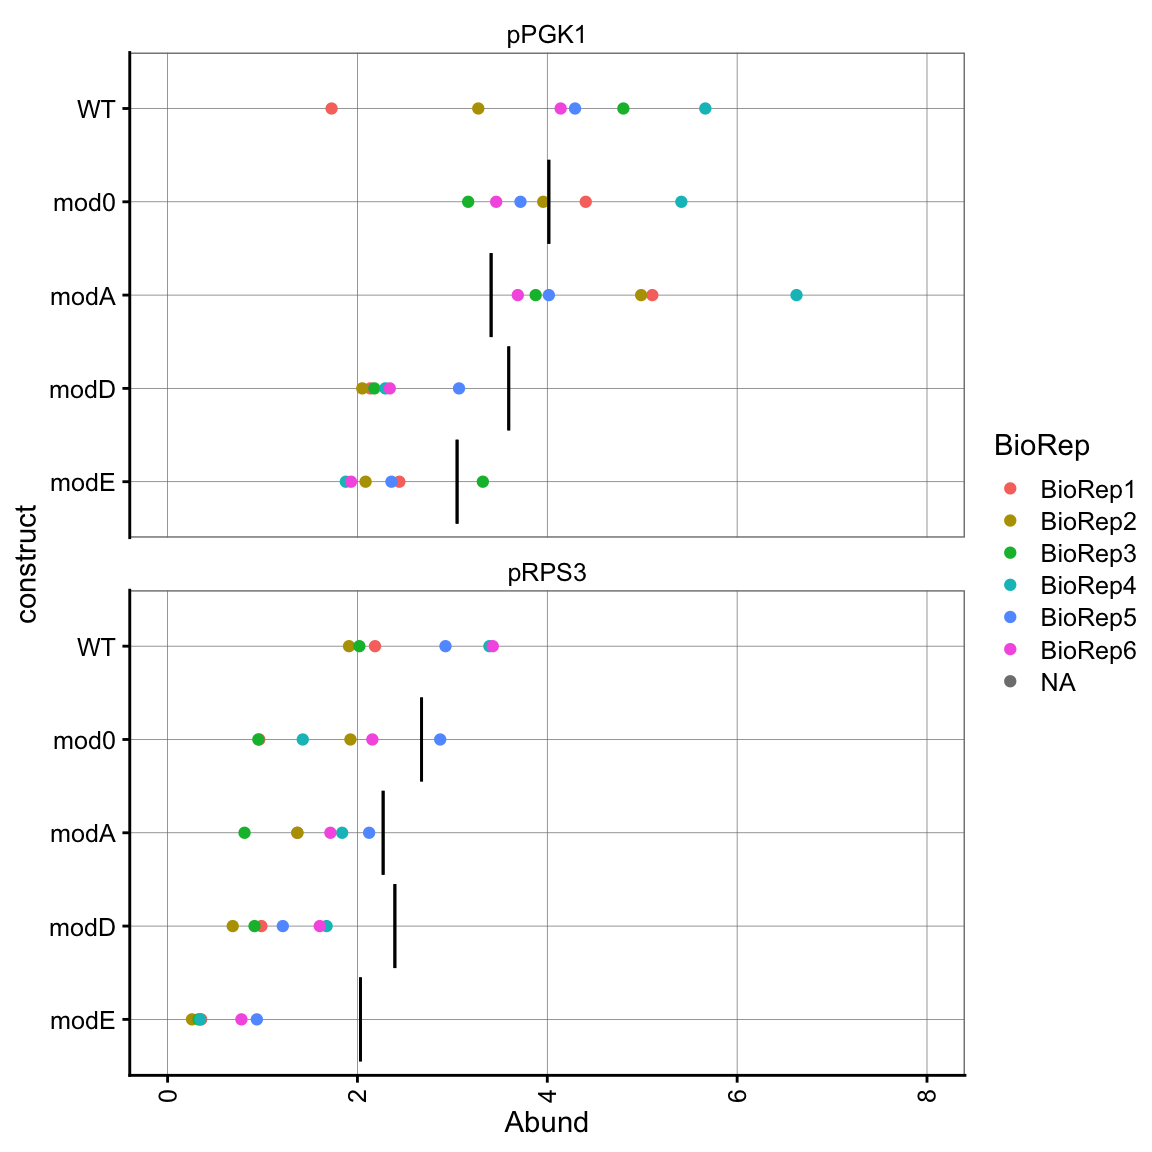 pPGK1
WT
mod0
modA
modD
modE
construct
pRPS3
WT
mod0
modA
modD
modE
0 2 4 6 8
Abund
BioRep
BioRep1
BioRep2
BioRep3
BioRep4
BioRep5
BioRep6
NA